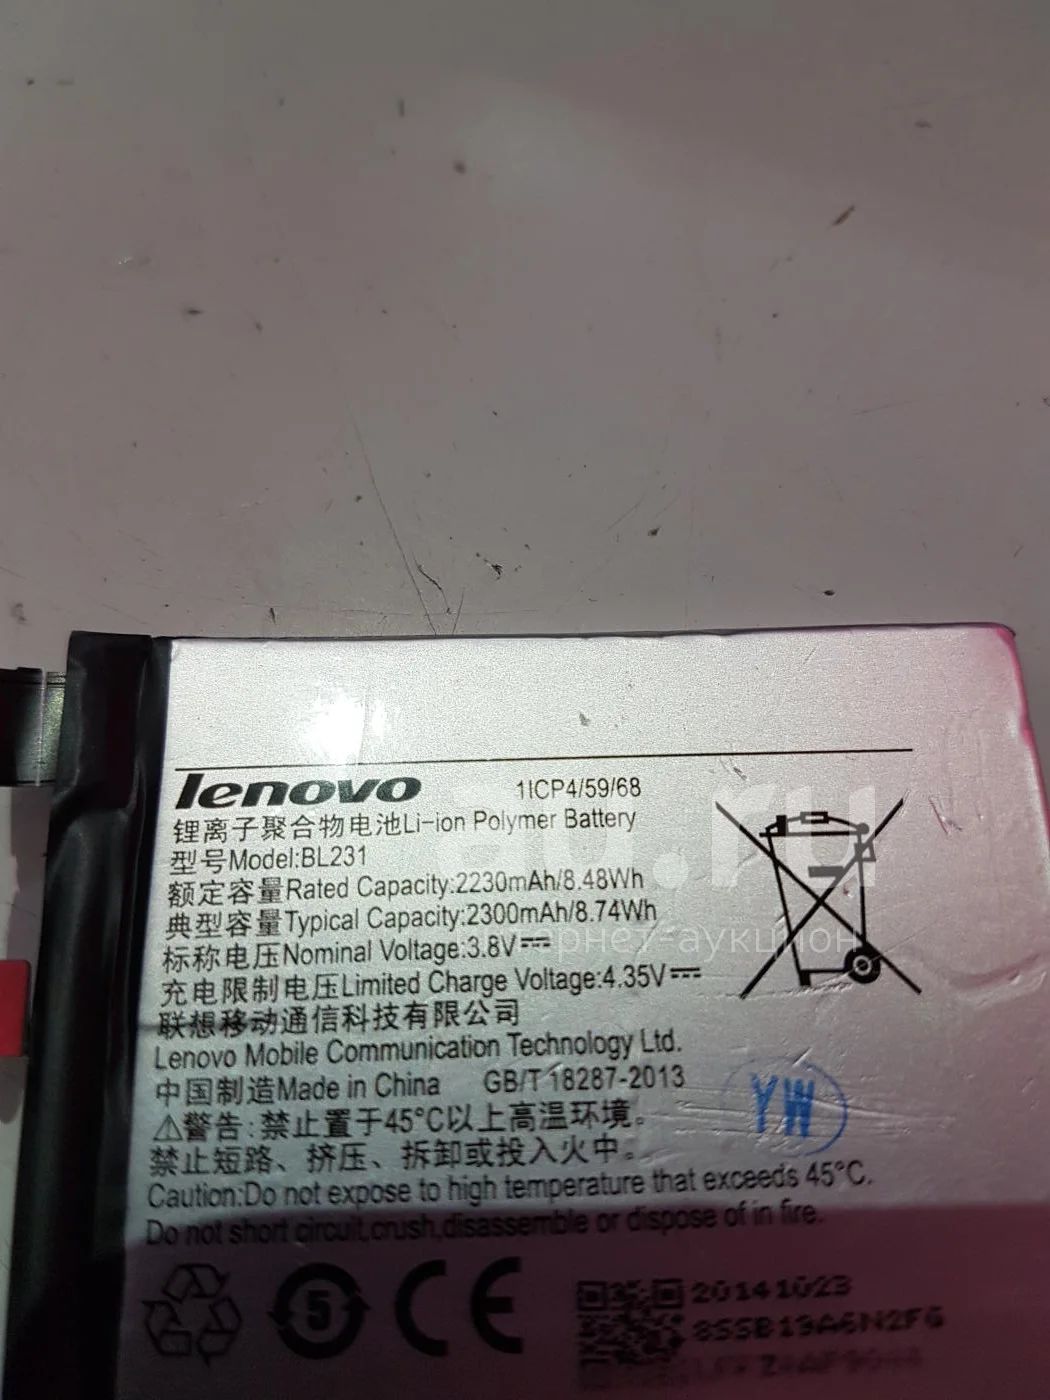 lenovo 1ICP4/59/68
锂离子聚合物电池Li-ion Polymer Battery
型号Model:BL231
额定容量Rated Capacity:2230mAh/8.48Wh
典型容量Typical Capacity:2300mAh/8.74Wh
标称电压Nominal Voltage:3.8V
充电限制电压Limited Charge Voltage:4.35V
联想移动通信科技有限公司
Lenovo Mobile Communication Technology Ltd.
中国制造Made in China GB/T 18287-2013
YW
⚠警告:禁止置于45°C以上高温环境。
禁止短路、挤压、拆卸或投入火中。
Caution:Do not expose to high temperature that exceeds 45°C.
Do not short circuit,crush,disassemble or dispose of in fire.
5 CE
20141023
8SSB19A6N2FG
au.ru
интернет-аукцион